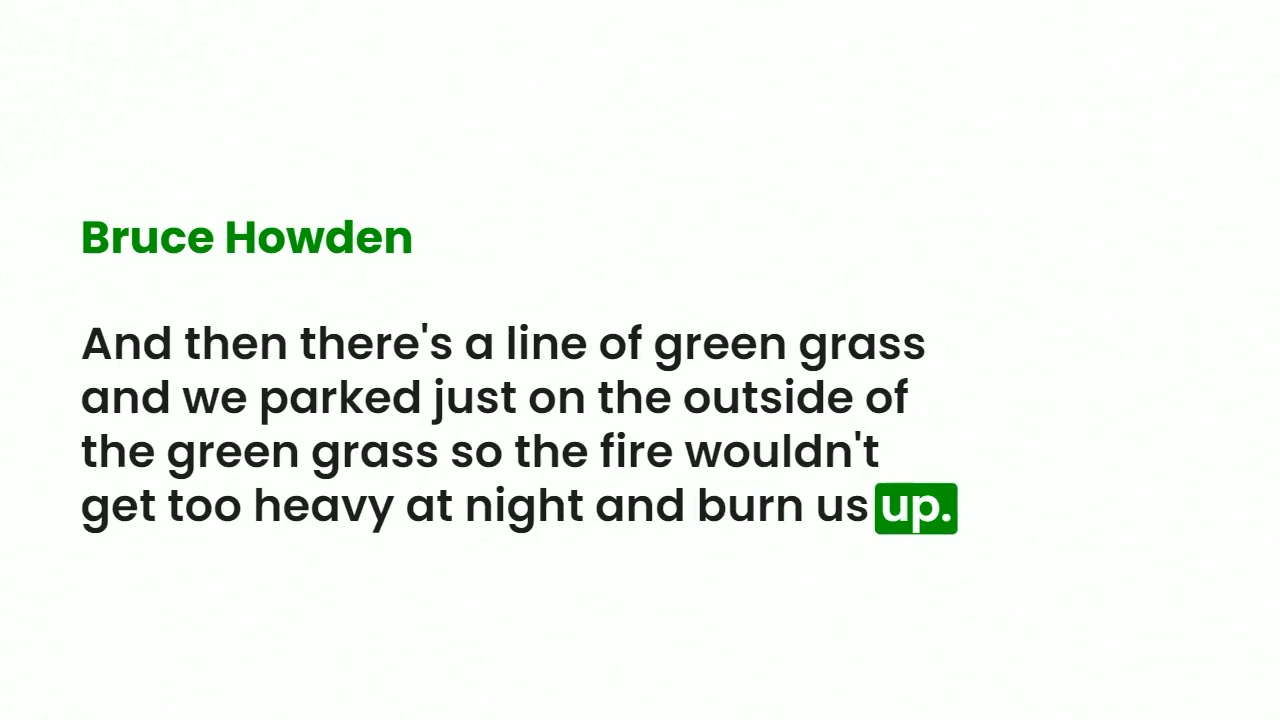 Bruce Howden
And then there's a line of green grass
and we parked just on the outside of
the green grass so the fire wouldn't
get too heavy at night and burn us up.